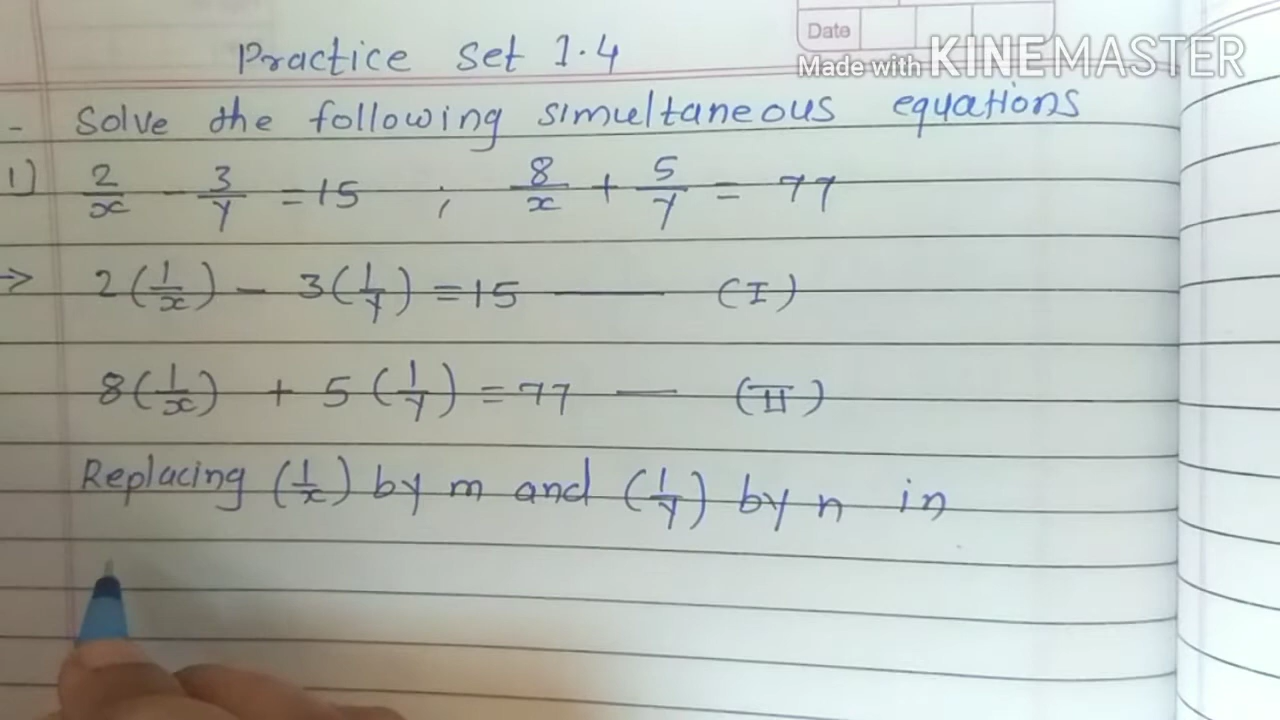 Date
Made with KINEMASTER
Practice Set 1.4
Solve the following simultaneous equations
1) 2/x - 3/y = 15 ; 8/x + 5/y = 77
→ 2(1/x) - 3(1/y) = 15 —— (I)
8(1/x) + 5(1/y) = 77 — (II)
Replacing (1/x) by m and (1/y) by n in